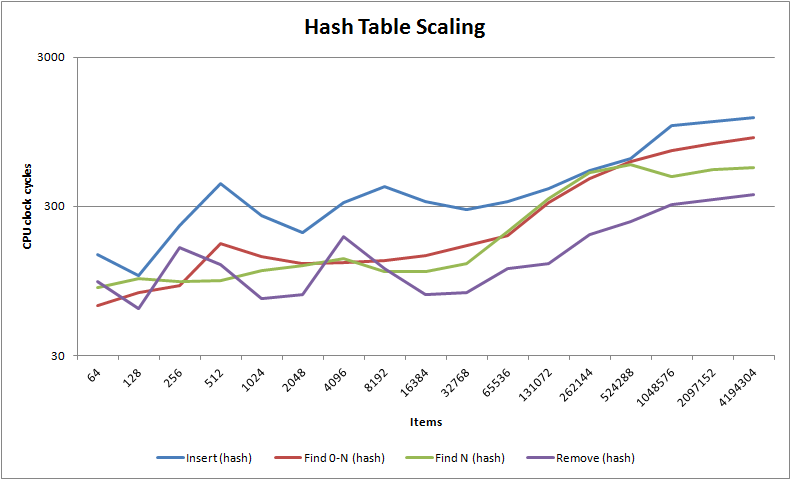 Hash Table Scaling
3000
300
30
CPU clock cycles
64
128
256
512
1024
2048
4096
8192
16384
32768
65536
131072
262144
524288
1048576
2097152
4194304
Items
Insert (hash)
Find 0-N (hash)
Find N (hash)
Remove (hash)